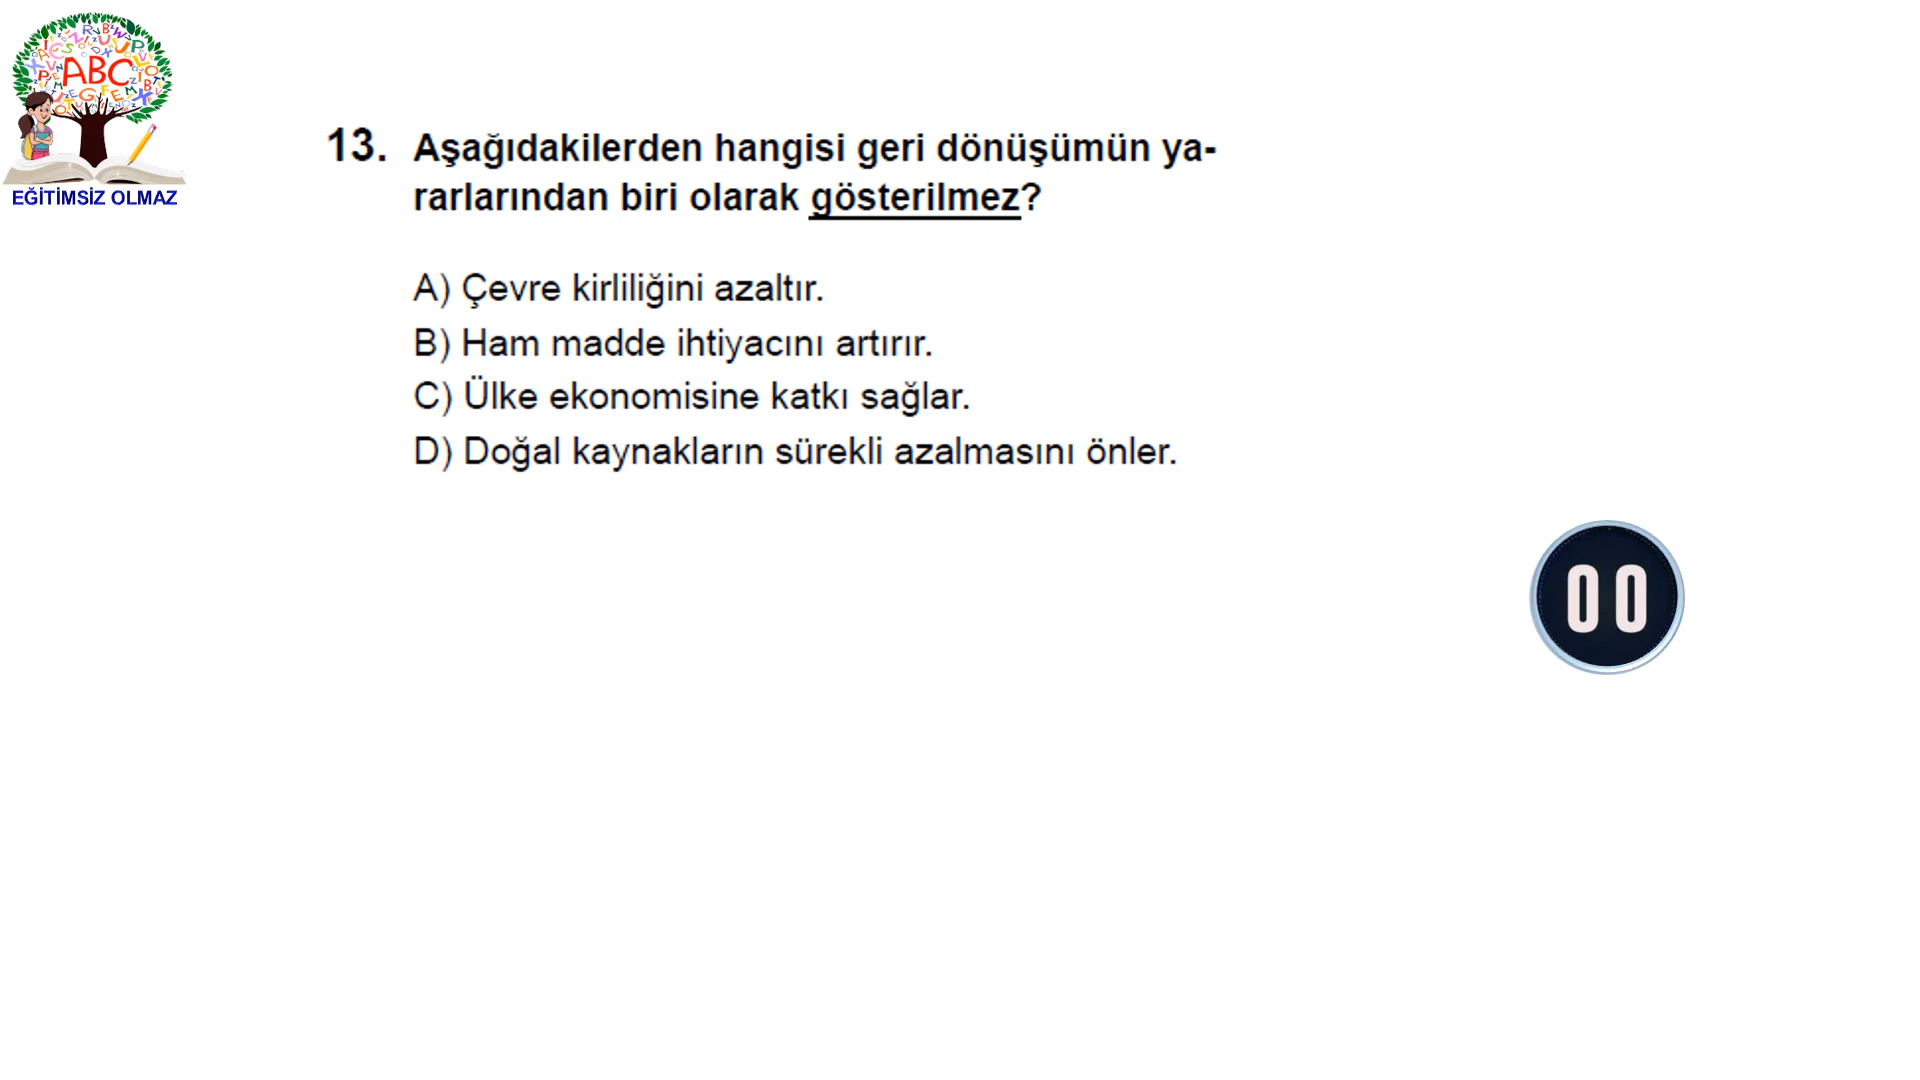 ABC
EĞİTİMSİZ OLMAZ
13. Aşağıdakilerden hangisi geri dönüşümün ya-
rarlarından biri olarak gösterilmez?
A) Çevre kirliliğini azaltır.
B) Ham madde ihtiyacını artırır.
C) Ülke ekonomisine katkı sağlar.
D) Doğal kaynakların sürekli azalmasını önler.
00